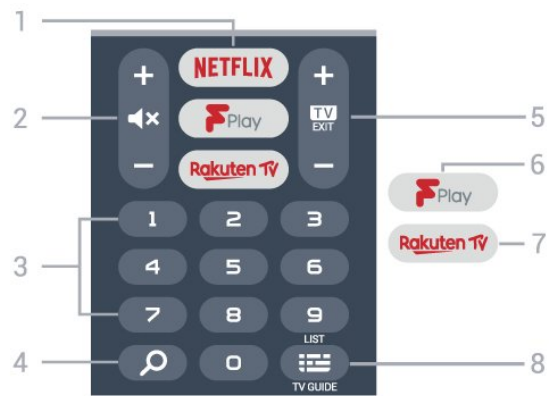 1
NETFLIX
+ +
2
FPlay
TV
EXIT
5
- -
Rakuten TV
6
FPlay
1 2 3
Rakuten TV
7
3
4 5 6
7 8 9
LIST
4
0
8
TV GUIDE